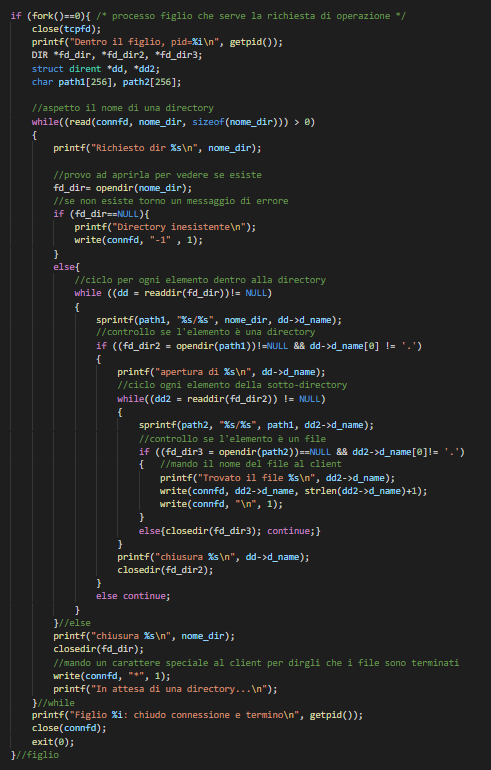 if (fork()==0){ /* processo figlio che serve la richiesta di operazione */
close(tcpfd);
printf("Dentro il figlio, pid=%i\n", getpid());
DIR *fd_dir, *fd_dir2, *fd_dir3;
struct dirent *dd, *dd2;
char path1[256], path2[256];
//aspetto il nome di una directory
while((read(connfd, nome_dir, sizeof(nome_dir))) > 0)
{
printf("Richiesto dir %s\n", nome_dir);
//provo ad aprirla per vedere se esiste
fd_dir= opendir(nome_dir);
//se non esiste torno un messaggio di errore
if (fd_dir==NULL){
printf("Directory inesistente\n");
write(connfd, "-1" , 1);
}
else{
//ciclo per ogni elemento dentro alla directory
while ((dd = readdir(fd_dir))!= NULL)
{
sprintf(path1, "%s/%s", nome_dir, dd->d_name);
//controllo se l'elemento è una directory
if ((fd_dir2 = opendir(path1))!=NULL && dd->d_name[0] != '.')
{
printf("apertura di %s\n", dd->d_name);
//ciclo ogni elemento della sotto-directory
while((dd2 = readdir(fd_dir2)) != NULL)
{
sprintf(path2, "%s/%s", path1, dd2->d_name);
//controllo se l'elemento è un file
if ((fd_dir3 = opendir(path2))==NULL && dd2->d_name[0]!= '.')
{ //mando il nome del file al client
printf("Trovato il file %s\n", dd2->d_name);
write(connfd, dd2->d_name, strlen(dd2->d_name)+1);
write(connfd, "\n", 1);
}
else{closedir(fd_dir3); continue;}
}
printf("chiusura %s\n", dd->d_name);
closedir(fd_dir2);
}
else continue;
}
}//else
printf("chiusura %s\n", nome_dir);
closedir(fd_dir);
//mando un carattere speciale al client per dirgli che i file sono terminati
write(connfd, "*", 1);
printf("In attesa di una directory...\n");
}//while
printf("Figlio %i: chiudo connessione e termino\n", getpid());
close(connfd);
exit(0);
}//figlio